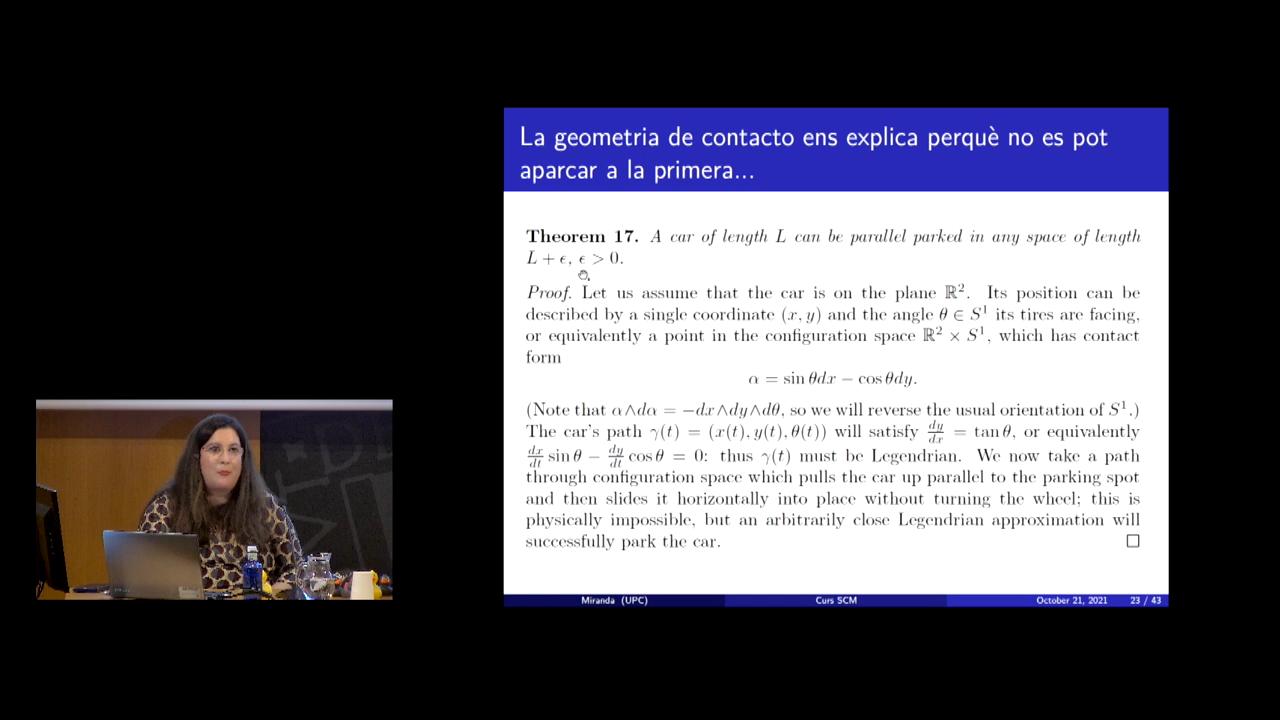 La geometria de contacto ens explica perquè no es pot
aparcar a la primera...
Theorem 17. A car of length L can be parallel parked in any space of length
L + ϵ, ϵ > 0.
Proof. Let us assume that the car is on the plane ℝ². Its position can be
described by a single coordinate (x, y) and the angle θ ∈ S¹ its tires are facing,
or equivalently a point in the configuration space ℝ² × S¹, which has contact
form
α = sin θdx − cos θdy.
(Note that α∧dα = −dx∧dy∧dθ, so we will reverse the usual orientation of S¹.)
The car's path γ(t) = (x(t), y(t), θ(t)) will satisfy dy/dx = tan θ, or equivalently
dx/dt sin θ − dy/dt cos θ = 0: thus γ(t) must be Legendrian. We now take a path
through configuration space which pulls the car up parallel to the parking spot
and then slides it horizontally into place without turning the wheel; this is
physically impossible, but an arbitrarily close Legendrian approximation will
successfully park the car. □
Miranda (UPC) Curs SCM October 21, 2021 23 / 43